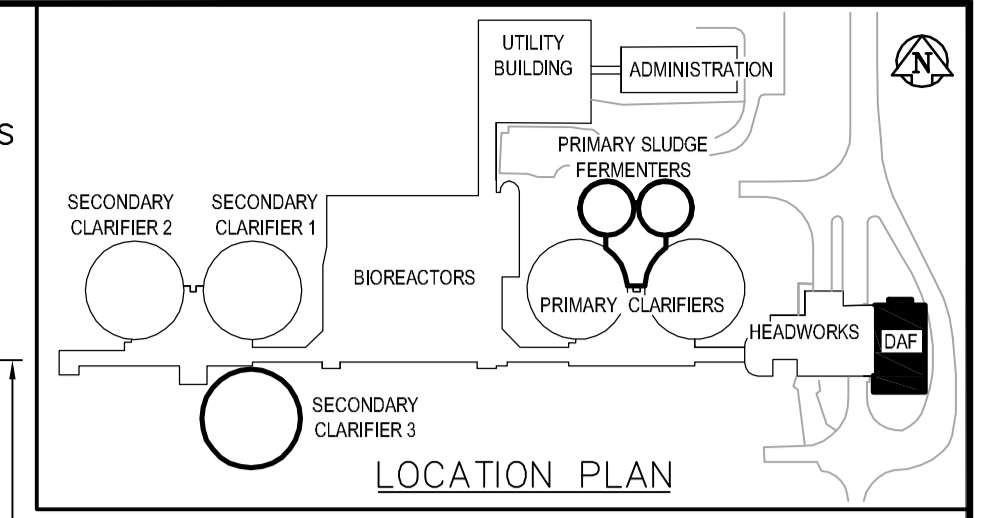 S
UTILITY
BUILDING
ADMINISTRATION
N
PRIMARY SLUDGE
FERMENTERS
SECONDARY
CLARIFIER 2
SECONDARY
CLARIFIER 1
BIOREACTORS
PRIMARY CLARIFIERS
HEADWORKS
DAF
SECONDARY
CLARIFIER 3
LOCATION PLAN